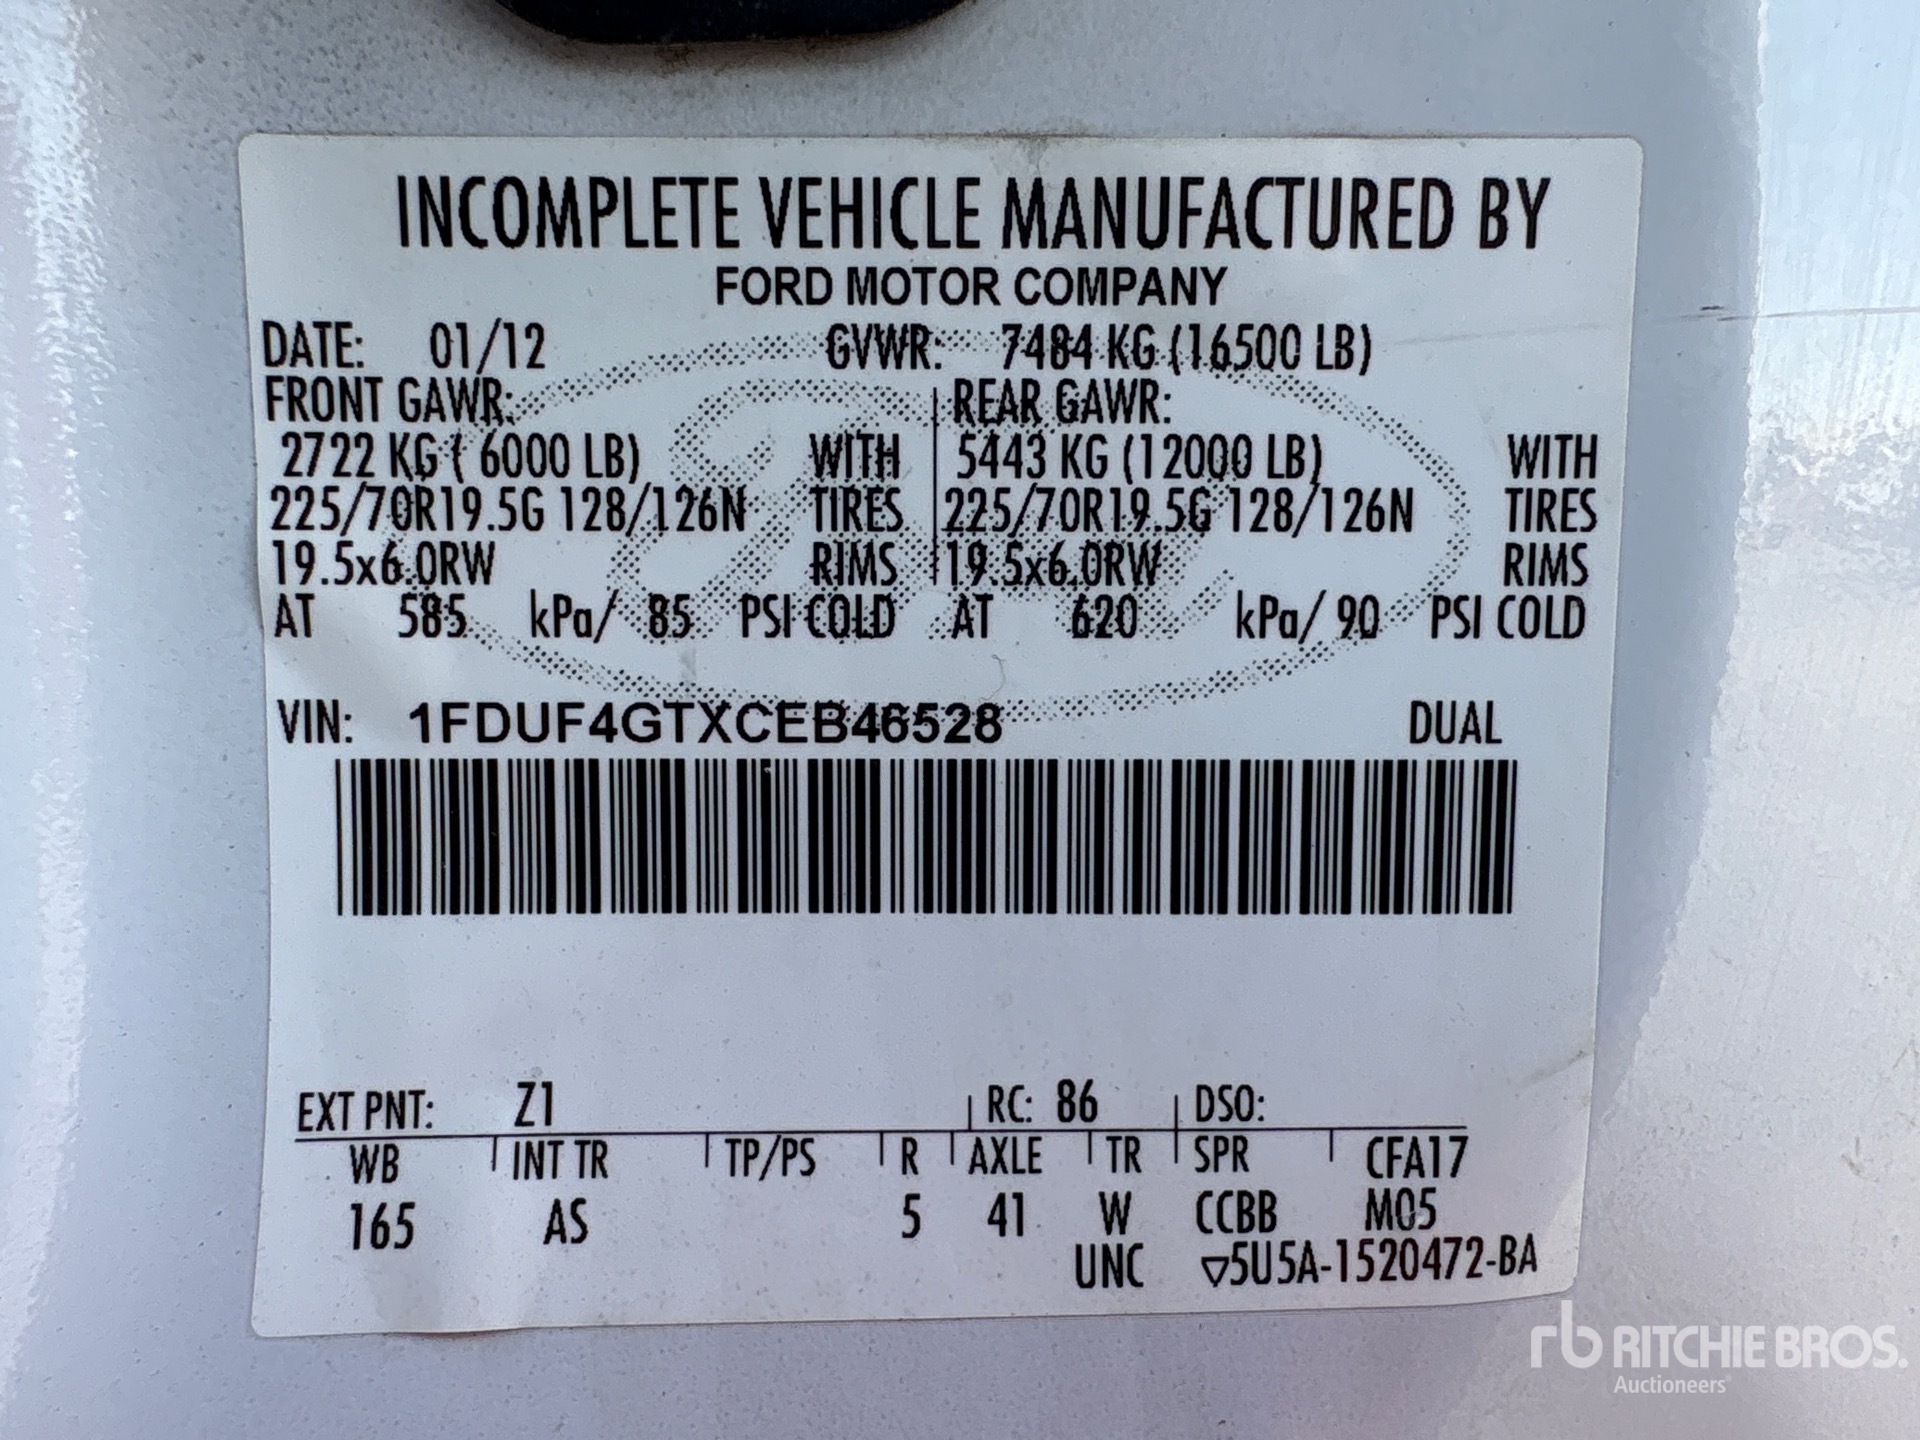 INCOMPLETE VEHICLE MANUFACTURED BY
FORD MOTOR COMPANY
DATE: 01/12 GVWR: 7484 KG (16500 LB)
FRONT GAWR: REAR GAWR:
2722 KG ( 6000 LB) WITH 5443 KG (12000 LB) WITH
225/70R19.5G 128/126N TIRES 225/70R19.5G 128/126N TIRES
19.5x6.0RW RIMS 19.5x6.0RW RIMS
AT 585 kPa/ 85 PSI COLD AT 620 kPa/ 90 PSI COLD
VIN: 1FDUF4GTXCEB46528 DUAL
EXT PNT: Z1 RC: 86 DSO:
WB INT TR TP/PS R AXLE TR SPR CFA17
165 AS 5 41 W CCBB M05
UNC ▽5U5A-1520472-BA
rb RITCHIE BROS.
Auctioneers